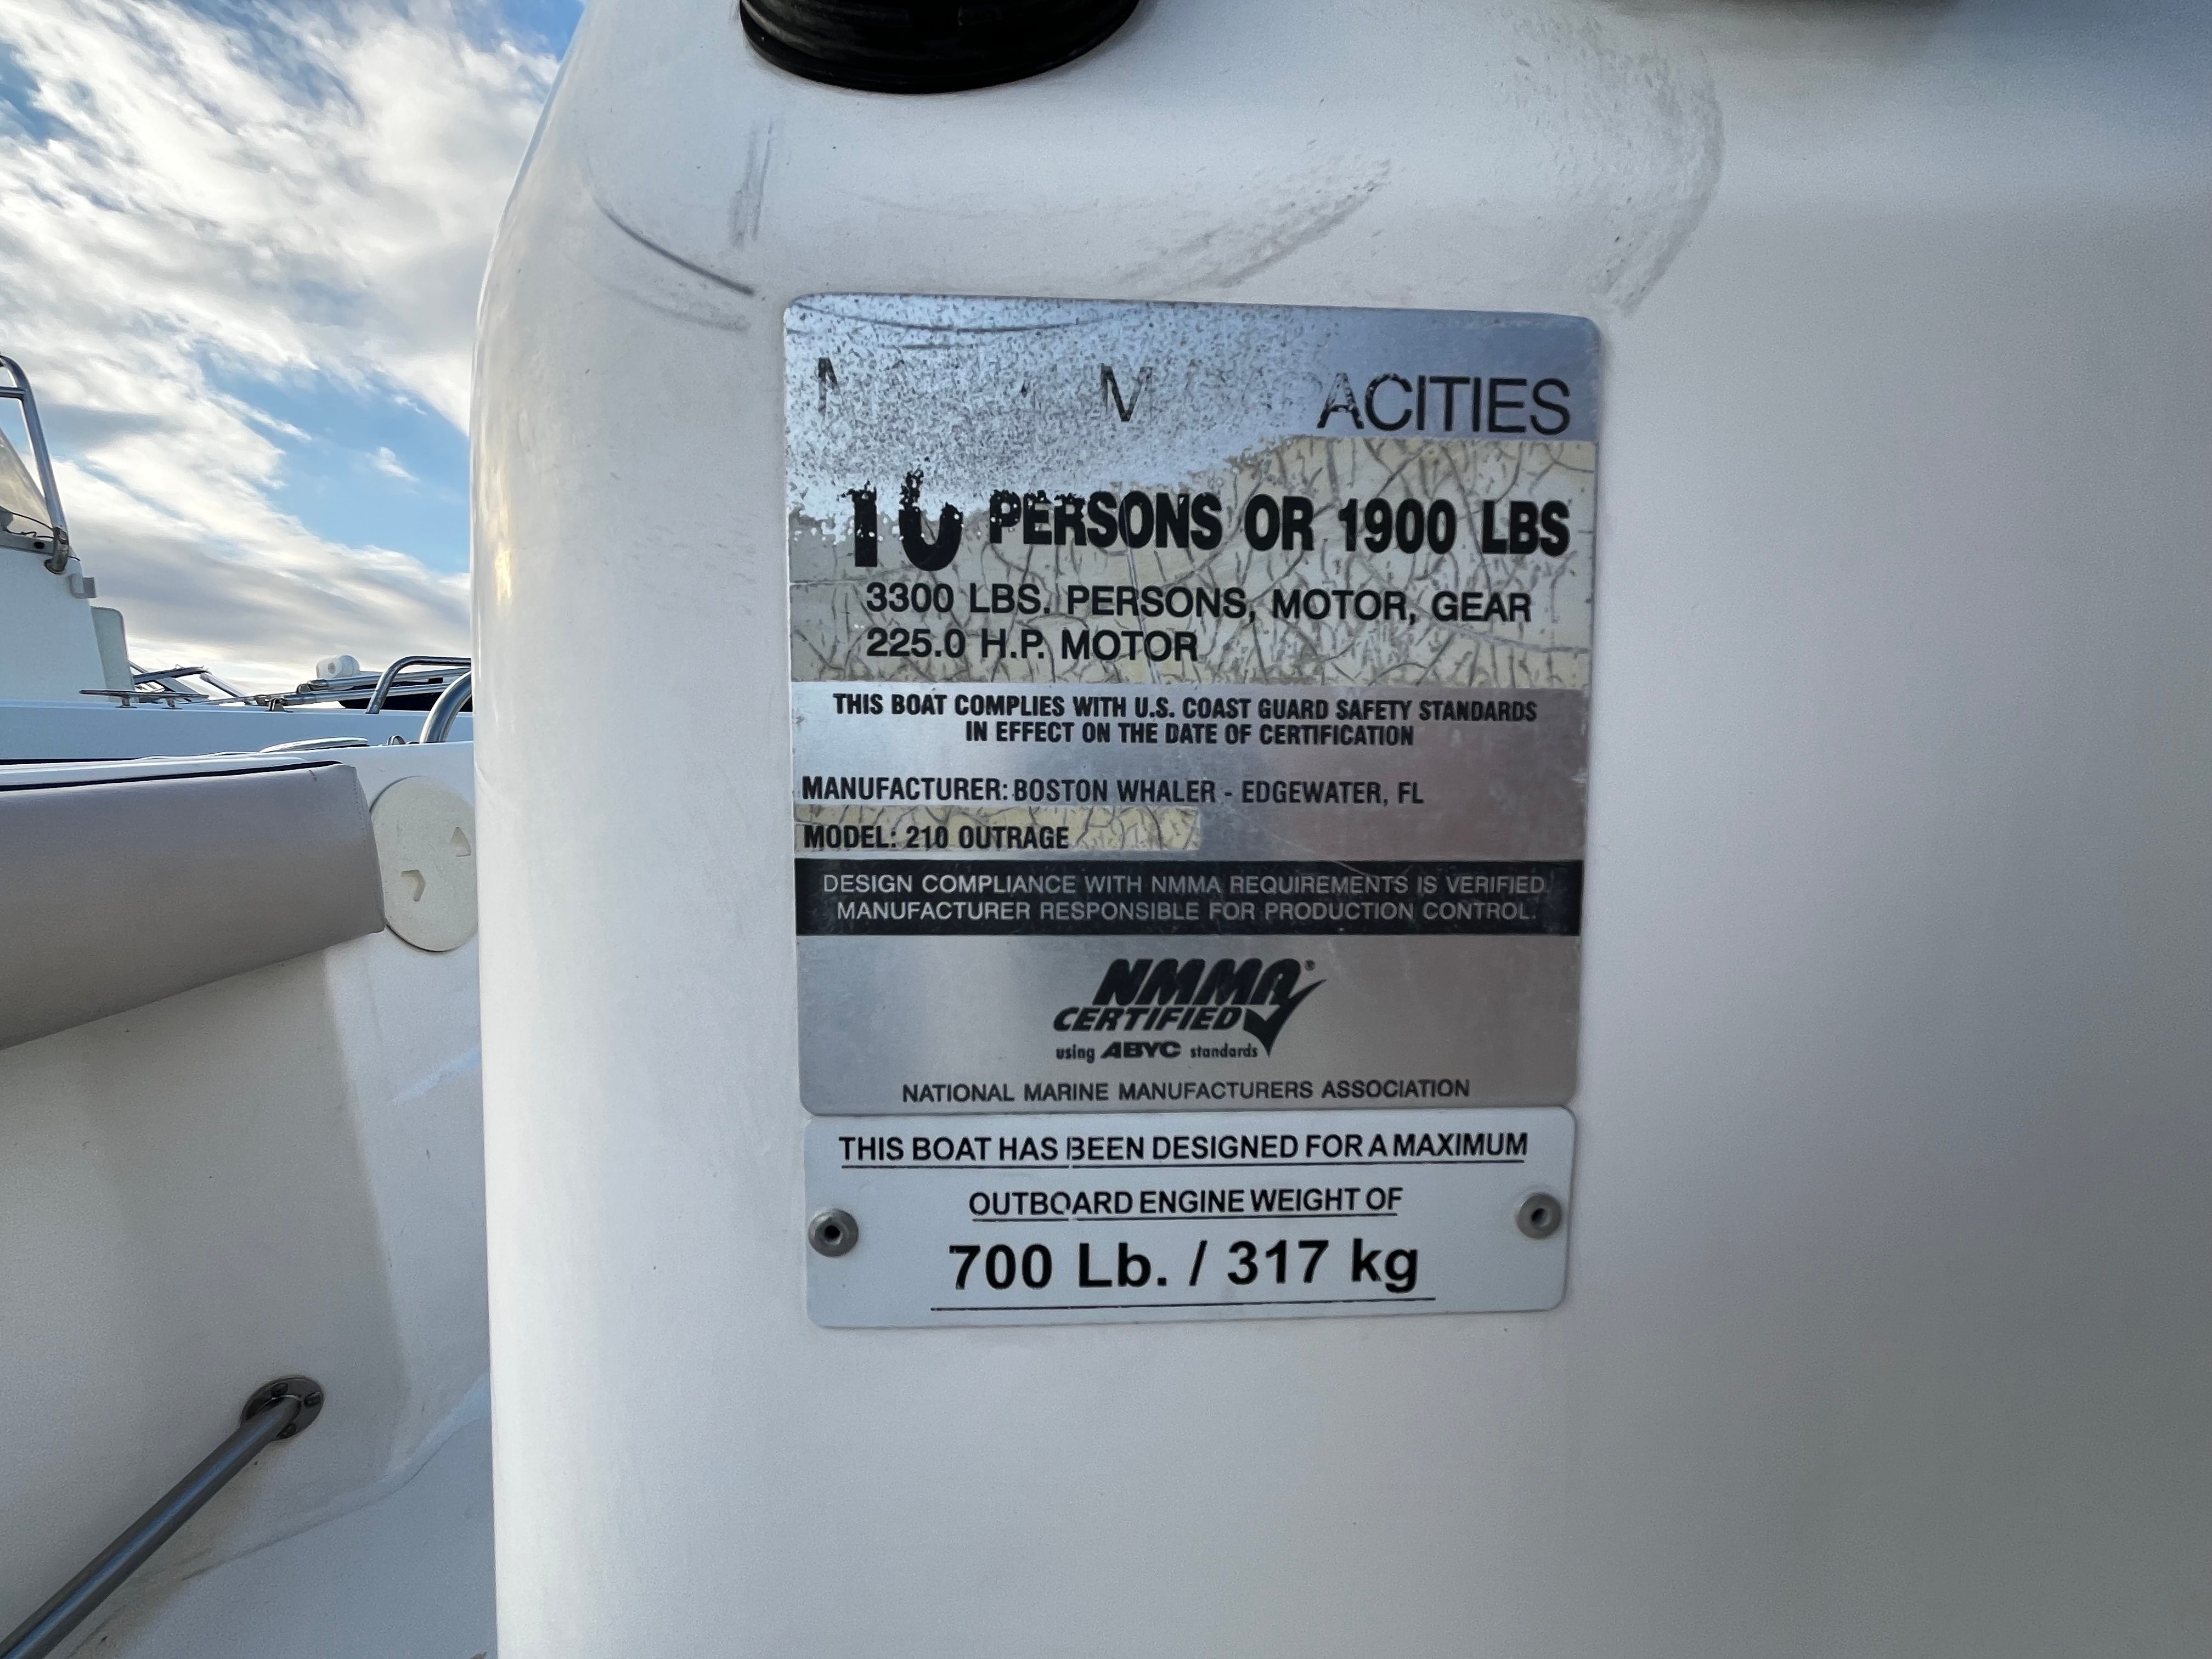 M ACITIES
10 PERSONS OR 1900 LBS
3300 LBS. PERSONS, MOTOR, GEAR
225.0 H.P. MOTOR
THIS BOAT COMPLIES WITH U.S. COAST GUARD SAFETY STANDARDS
IN EFFECT ON THE DATE OF CERTIFICATION
MANUFACTURER: BOSTON WHALER - EDGEWATER, FL
MODEL: 210 OUTRAGE
DESIGN COMPLIANCE WITH NMMA REQUIREMENTS IS VERIFIED.
MANUFACTURER RESPONSIBLE FOR PRODUCTION CONTROL.
NMMA®
CERTIFIED
using ABYC standards
NATIONAL MARINE MANUFACTURERS ASSOCIATION
THIS BOAT HAS BEEN DESIGNED FOR A MAXIMUM
OUTBOARD ENGINE WEIGHT OF
700 Lb. / 317 kg